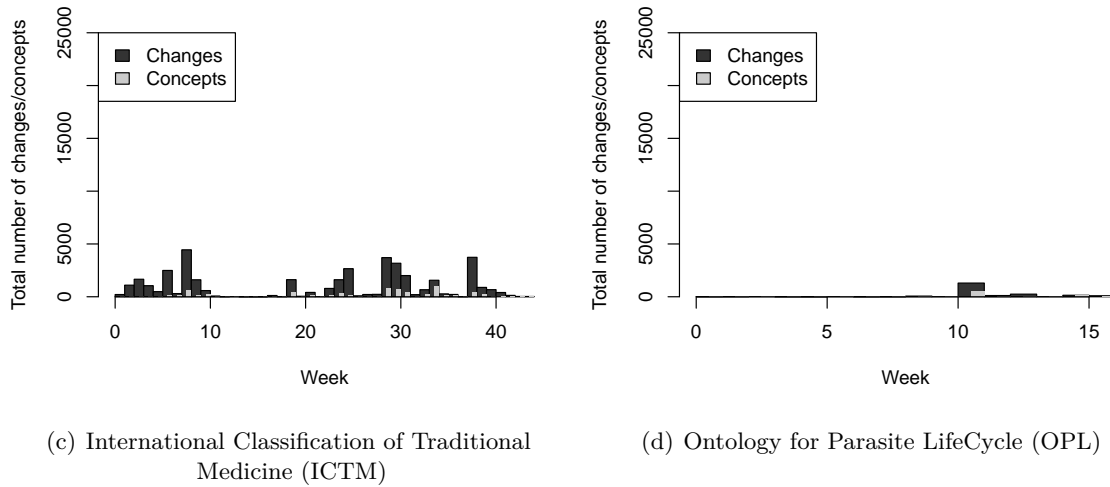 Total number of changes/concepts
25000
15000
5000
0
Changes
Concepts
0 10 20 30 40
Week
(c) International Classification of Traditional
Medicine (ICTM)
Total number of changes/concepts
25000
15000
5000
0
Changes
Concepts
0 5 10 15
Week
(d) Ontology for Parasite LifeCycle (OPL)